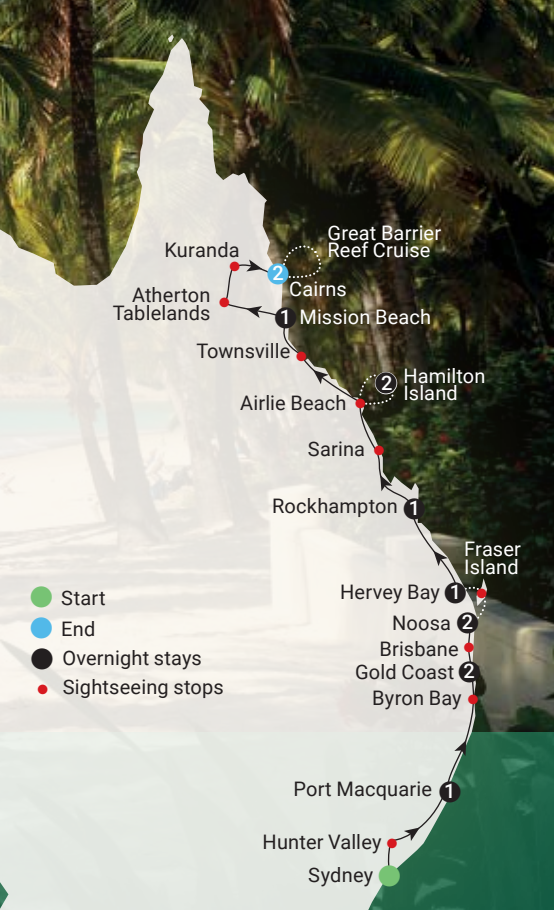 Great Barrier
Reef Cruise
Kuranda
2
Cairns
Atherton
Tablelands
1
Mission Beach
Townsville
2
Hamilton
Island
Airlie Beach
Sarina
Rockhampton
1
Fraser
Island
Hervey Bay
1
Noosa
2
Brisbane
Gold Coast
2
Byron Bay
Start
End
Overnight stays
Sightseeing stops
Port Macquarie
1
Hunter Valley
Sydney